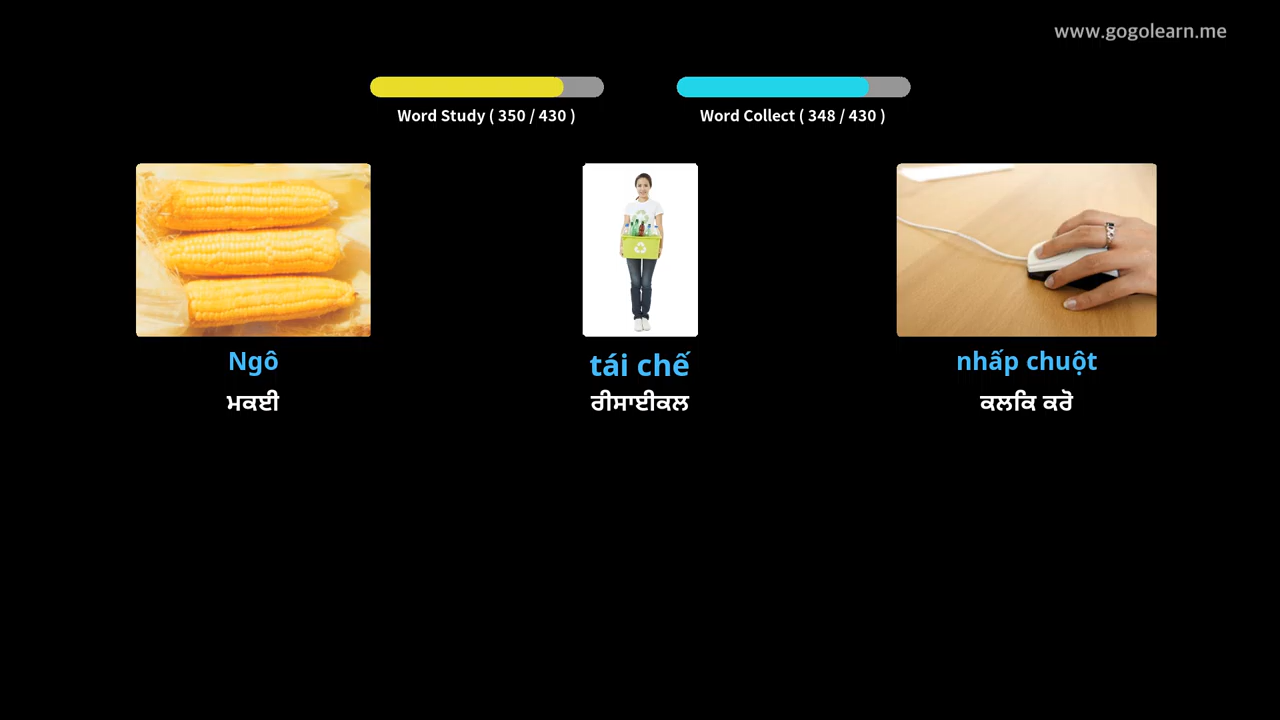 www.gogolearn.me
Word Study ( 350 / 430 )
Word Collect ( 348 / 430 )
Ngô
tái chế
nhấp chuột
ਮਕਈ
ਰੀਸਾਈਕਲ
ਕਲਕਿ ਕਰੋ